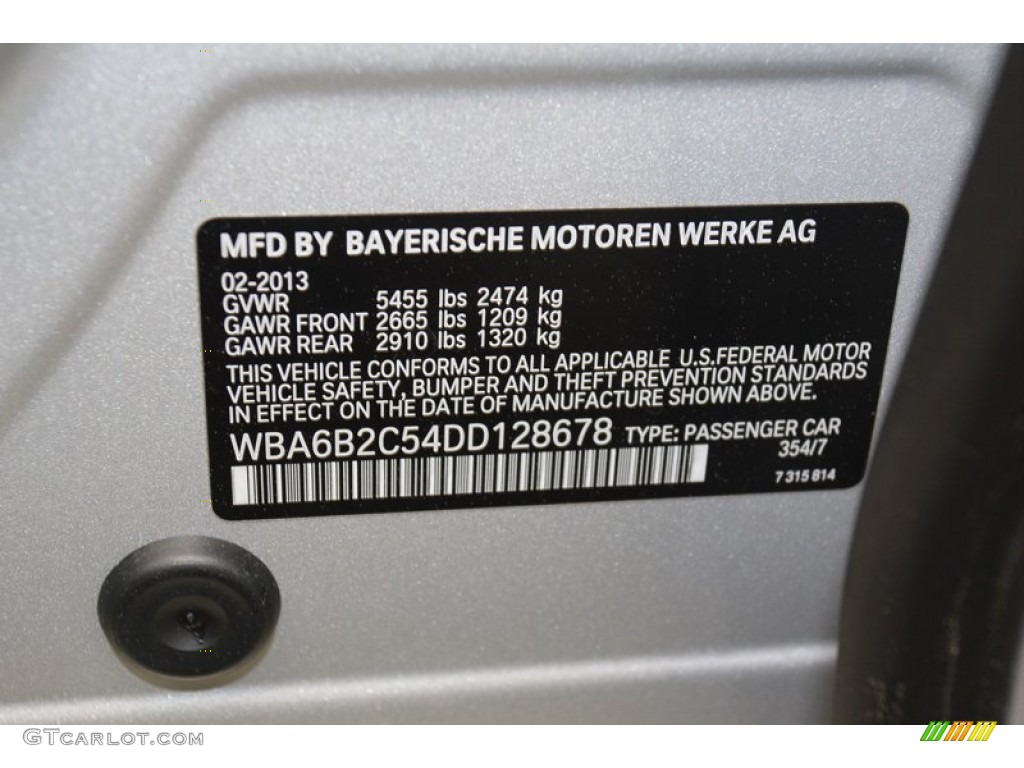 MFD BY BAYERISCHE MOTOREN WERKE AG
02-2013
GVWR 5455 lbs 2474 kg
GAWR FRONT 2665 lbs 1209 kg
GAWR REAR 2910 lbs 1320 kg
THIS VEHICLE CONFORMS TO ALL APPLICABLE U.S.FEDERAL MOTOR
VEHICLE SAFETY, BUMPER AND THEFT PREVENTION STANDARDS
IN EFFECT ON THE DATE OF MANUFACTURE SHOWN ABOVE.
WBA6B2C54DD128678 TYPE: PASSENGER CAR
354/7
7 315 814
GTCarLot.com